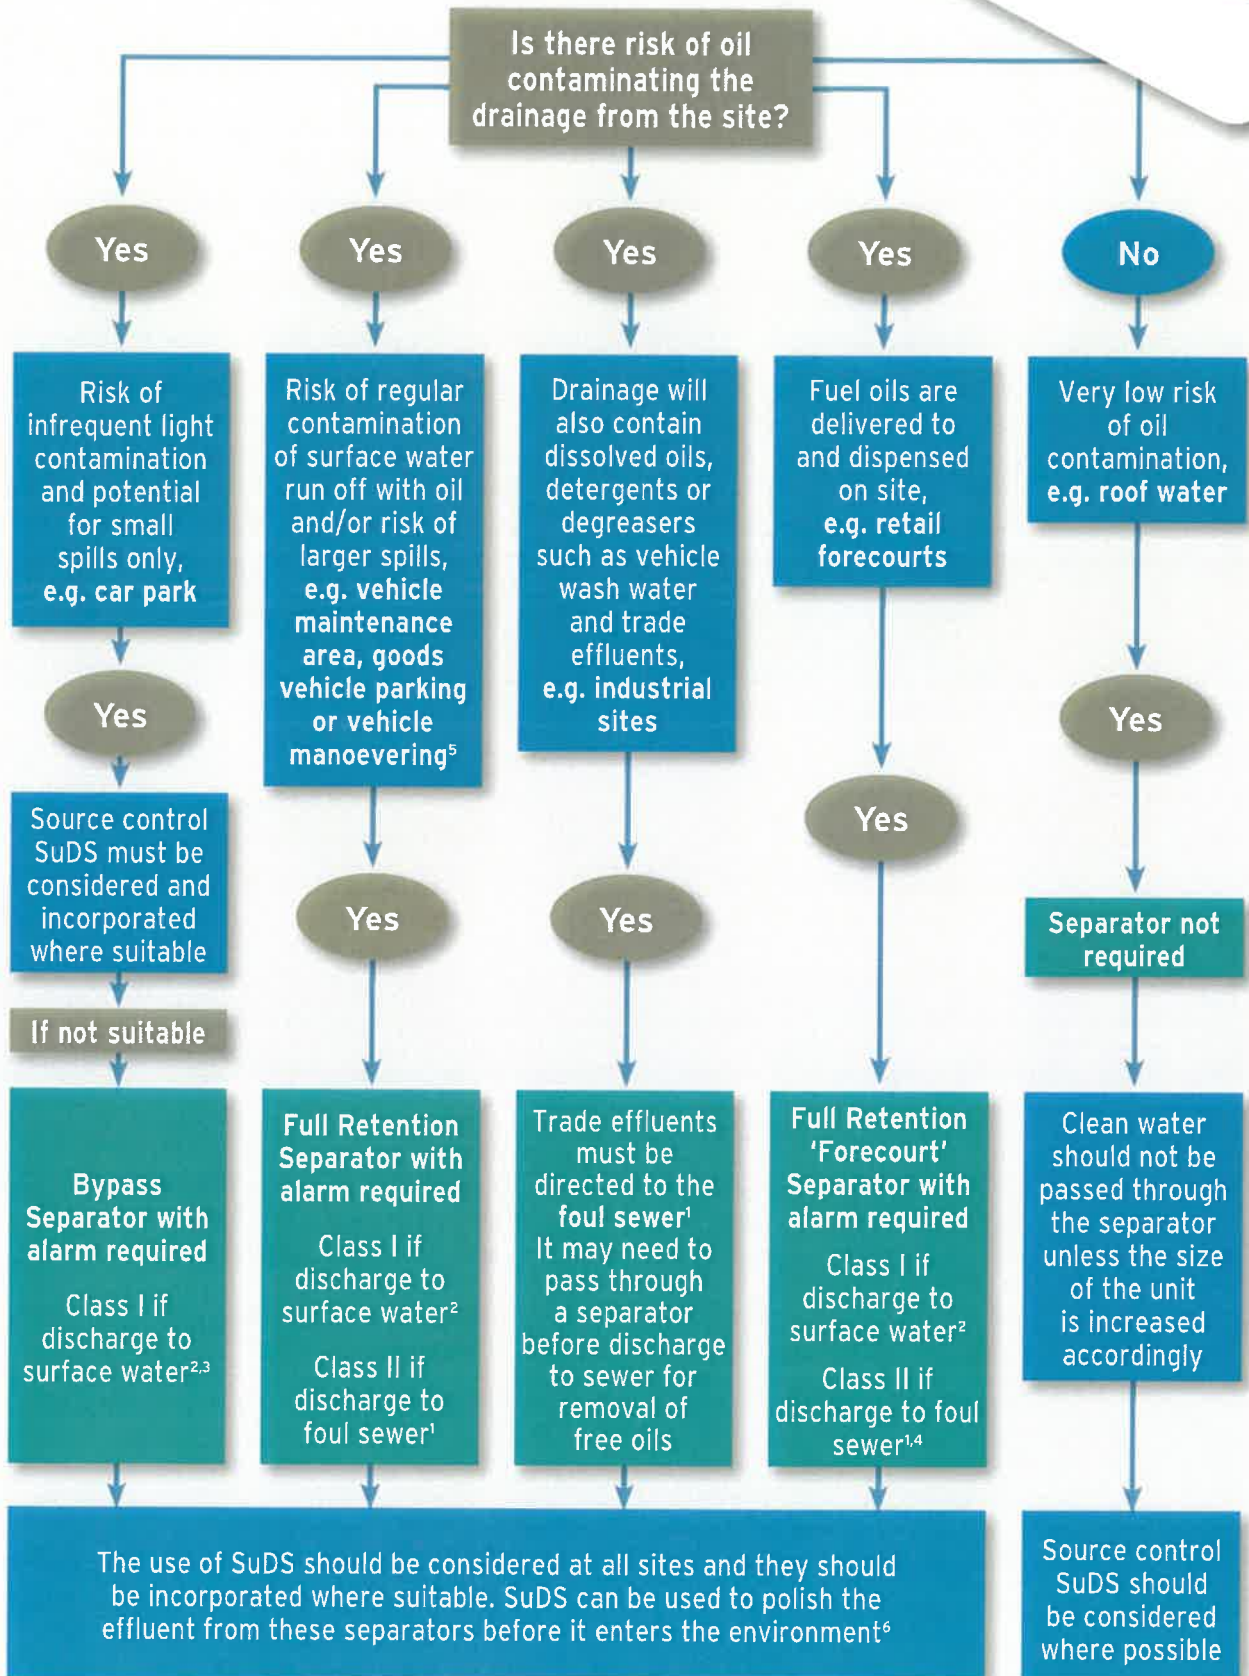 Is there risk of oil
contaminating the
drainage from the site?
Yes
Yes
Yes
Yes
No
Risk of
infrequent light
contamination
and potential
for small
spills only,
e.g. car park
Risk of regular
contamination
of surface water
run off with oil
and/or risk of
larger spills,
e.g. vehicle
maintenance
area, goods
vehicle parking
or vehicle
manoevering⁵
Drainage will
also contain
dissolved oils,
detergents or
degreasers
such as vehicle
wash water
and trade
effluents,
e.g. industrial
sites
Fuel oils are
delivered to
and dispensed
on site,
e.g. retail
forecourts
Very low risk
of oil
contamination,
e.g. roof water
Yes
Yes
Yes
Yes
Yes
Source control
SuDS must be
considered and
incorporated
where suitable
If not suitable
Separator not
required
Bypass
Separator with
alarm required
Class I if
discharge to
surface water²,³
Full Retention
Separator with
alarm required
Class I if
discharge to
surface water²
Class II if
discharge to
foul sewer¹
Trade effluents
must be
directed to the
foul sewer¹
It may need to
pass through
a separator
before discharge
to sewer for
removal of
free oils
Full Retention
'Forecourt'
Separator with
alarm required
Class I if
discharge to
surface water²
Class II if
discharge to foul
sewer¹,⁴
Clean water
should not be
passed through
the separator
unless the size
of the unit
is increased
accordingly
The use of SuDS should be considered at all sites and they should
be incorporated where suitable. SuDS can be used to polish the
effluent from these separators before it enters the environment⁶
Source control
SuDS should
be considered
where possible